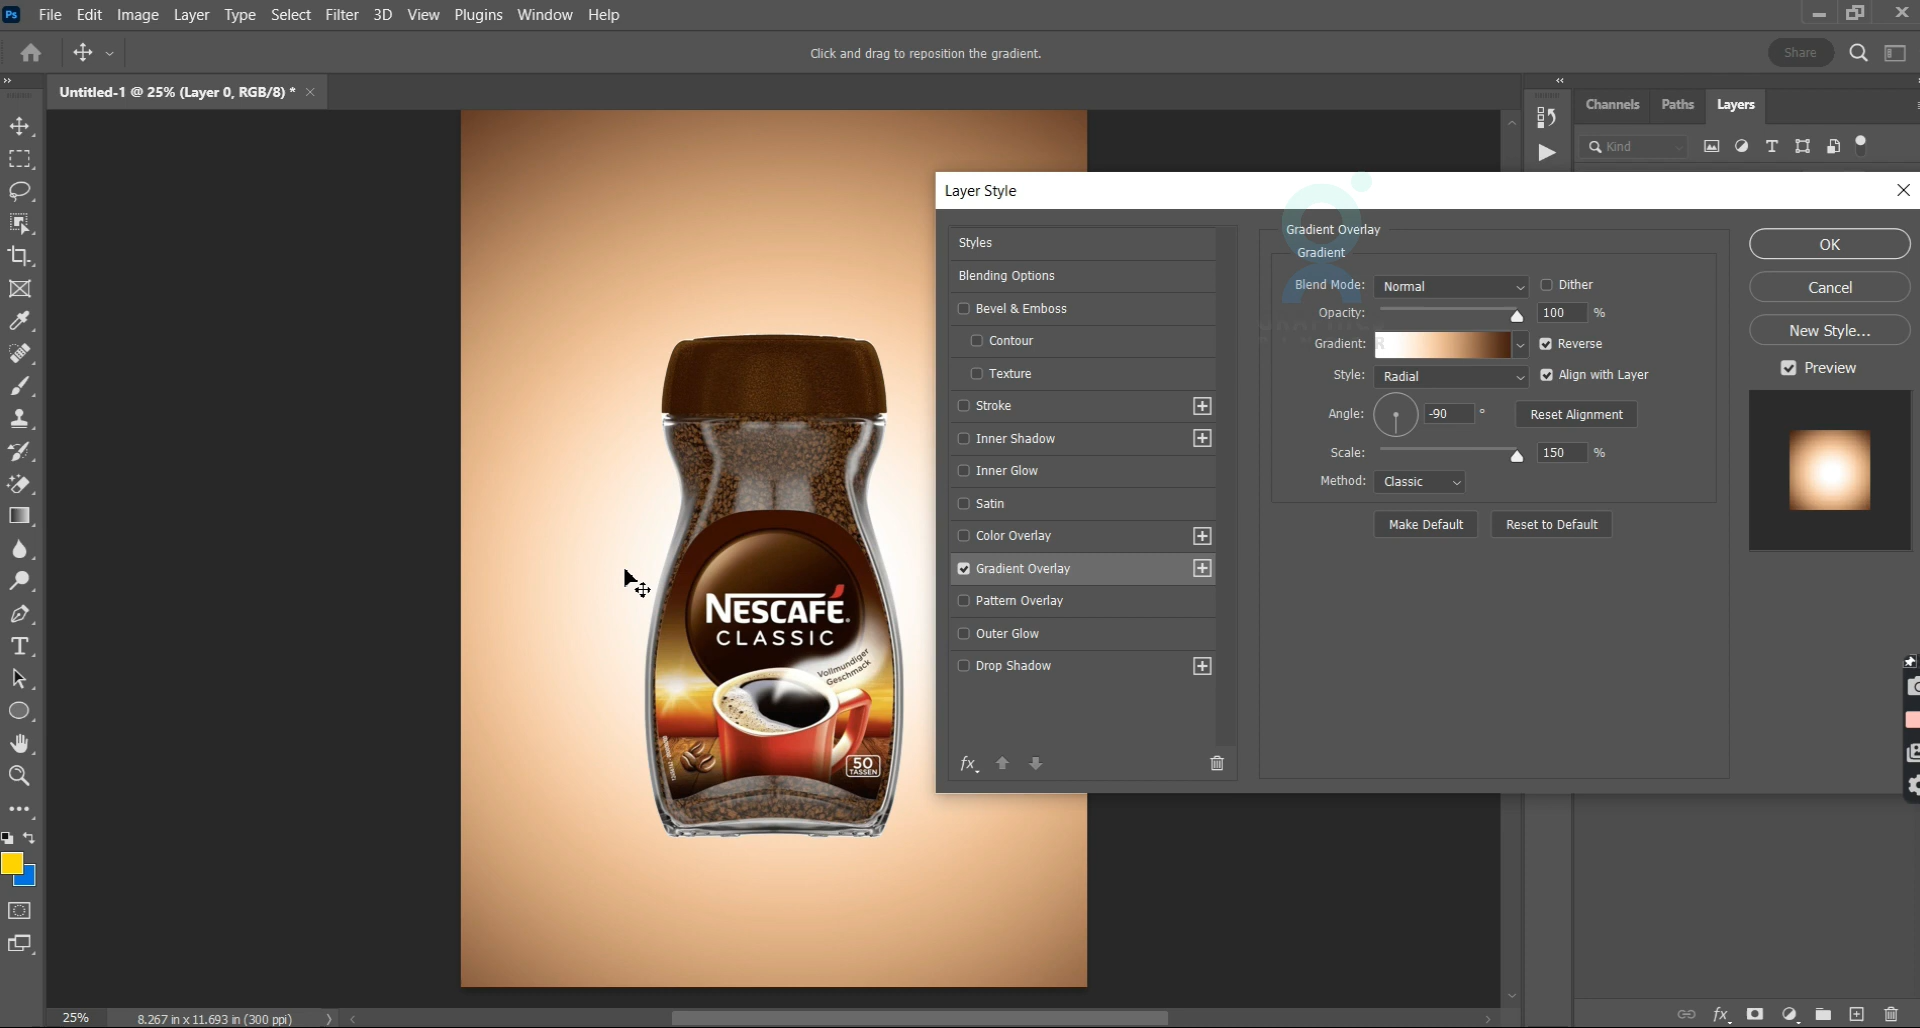 Ps File Edit Image Layer Type Select Filter 3D View Plugins Window Help
Click and drag to reposition the gradient.
Share
Untitled-1 @ 25% (Layer 0, RGB/8) *
Channels Paths Layers
Kind
Layer Style
Styles
Blending Options
Bevel & Emboss
Contour
Texture
Stroke
Inner Shadow
Inner Glow
Satin
Color Overlay
Gradient Overlay
Pattern Overlay
Outer Glow
Drop Shadow
fx
Gradient Overlay
Gradient
Blend Mode: Normal Dither
Opacity: 100 %
Gradient: Reverse
Style: Radial Align with Layer
Angle: -90 ° Reset Alignment
Scale: 150 %
Method: Classic
Make Default Reset to Default
OK
Cancel
New Style...
Preview
NESCAFÉ.
CLASSIC
Vollmundiger
Geschmack
50
TASSEN
25% 8.267 in x 11.693 in (300 ppi)
fx